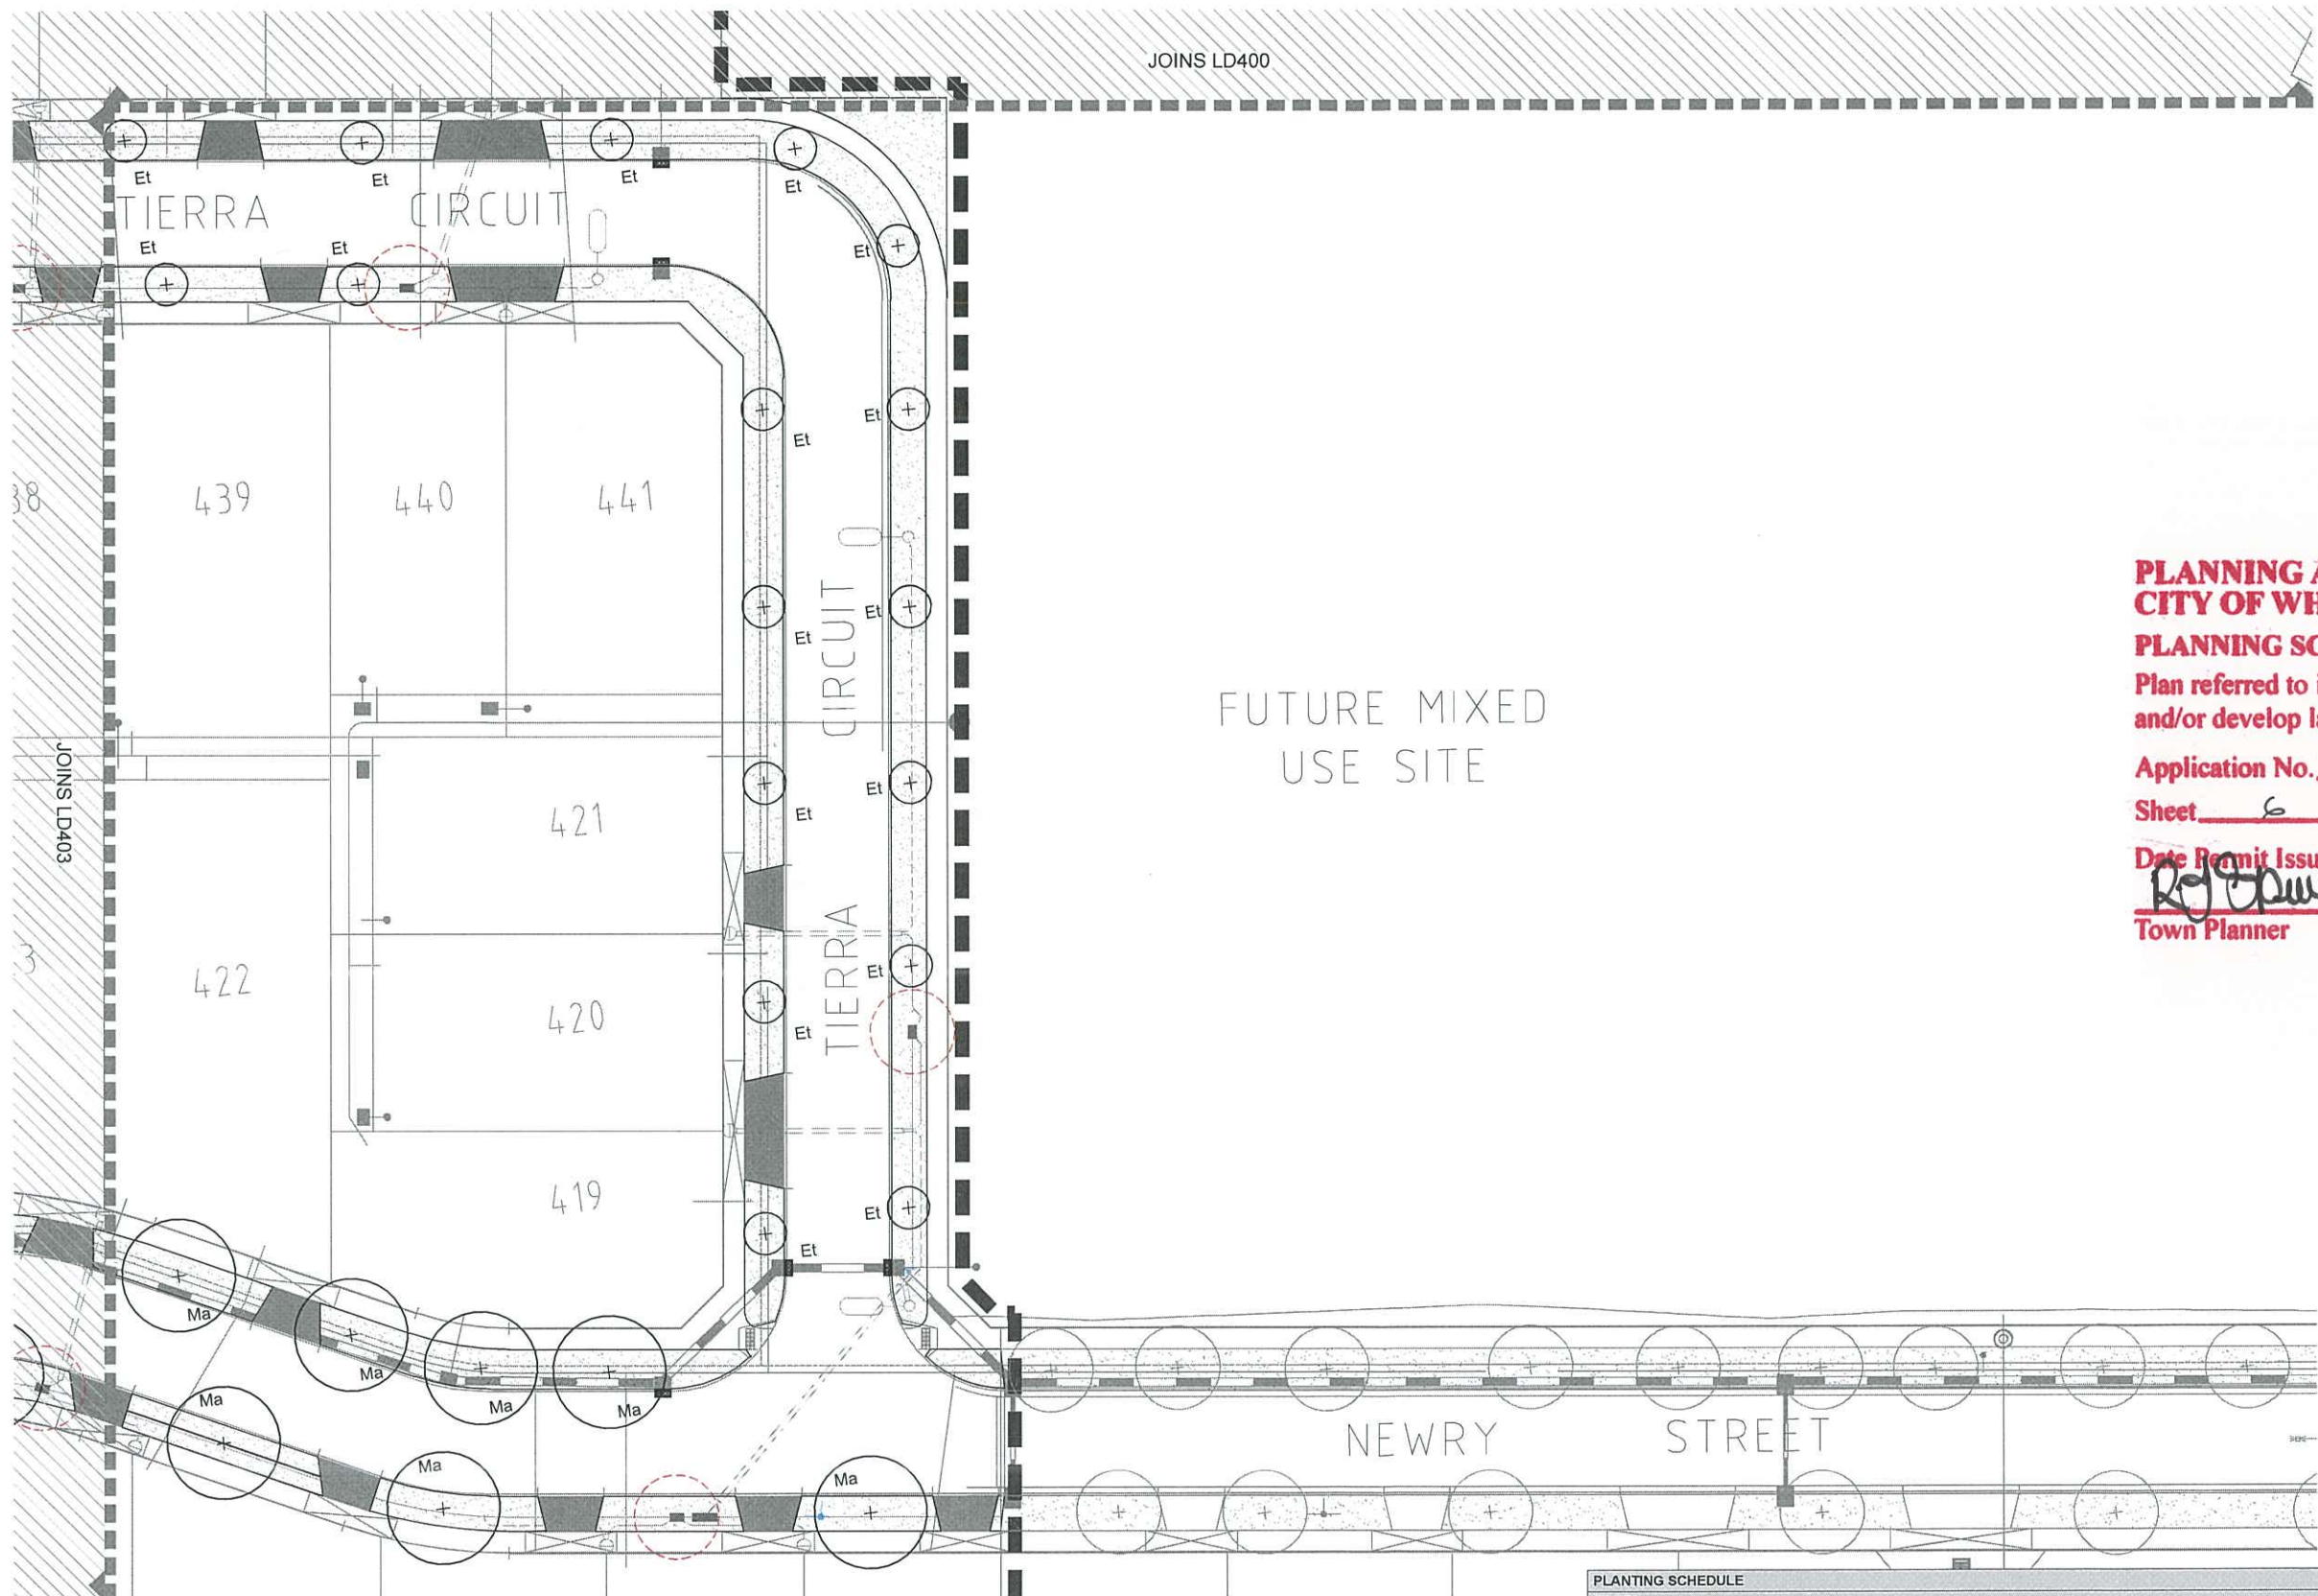 JOINS LD400
Et
Et
Et
Et
TIERRA CIRCUIT
Et
Et
Et
Et
Et
439
440
441
Et
Et
CIRCUIT
Et
Et
FUTURE MIXED
USE SITE
JOINS LD403
421
TIERRA
422
420
Et
Et
419
Et
Et
Ma
Ma
Ma
Ma
Ma
Ma
Ma
NEWRY STREET
PLANNING
CITY OF
PLANNING
Plan referred to
and/or develop
Application No.
Sheet 6
Date Permit
Town Planner
PLANTING SCHEDULE